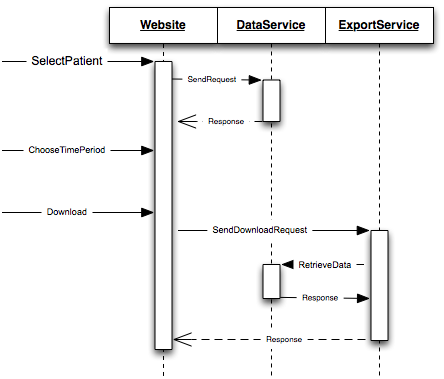 Website DataService ExportService
SelectPatient
SendRequest
Response
ChooseTimePeriod
Download
SendDownloadRequest
RetrieveData
Response
Response